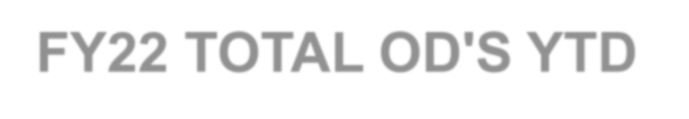 FY22 TOTAL OD'S YTD